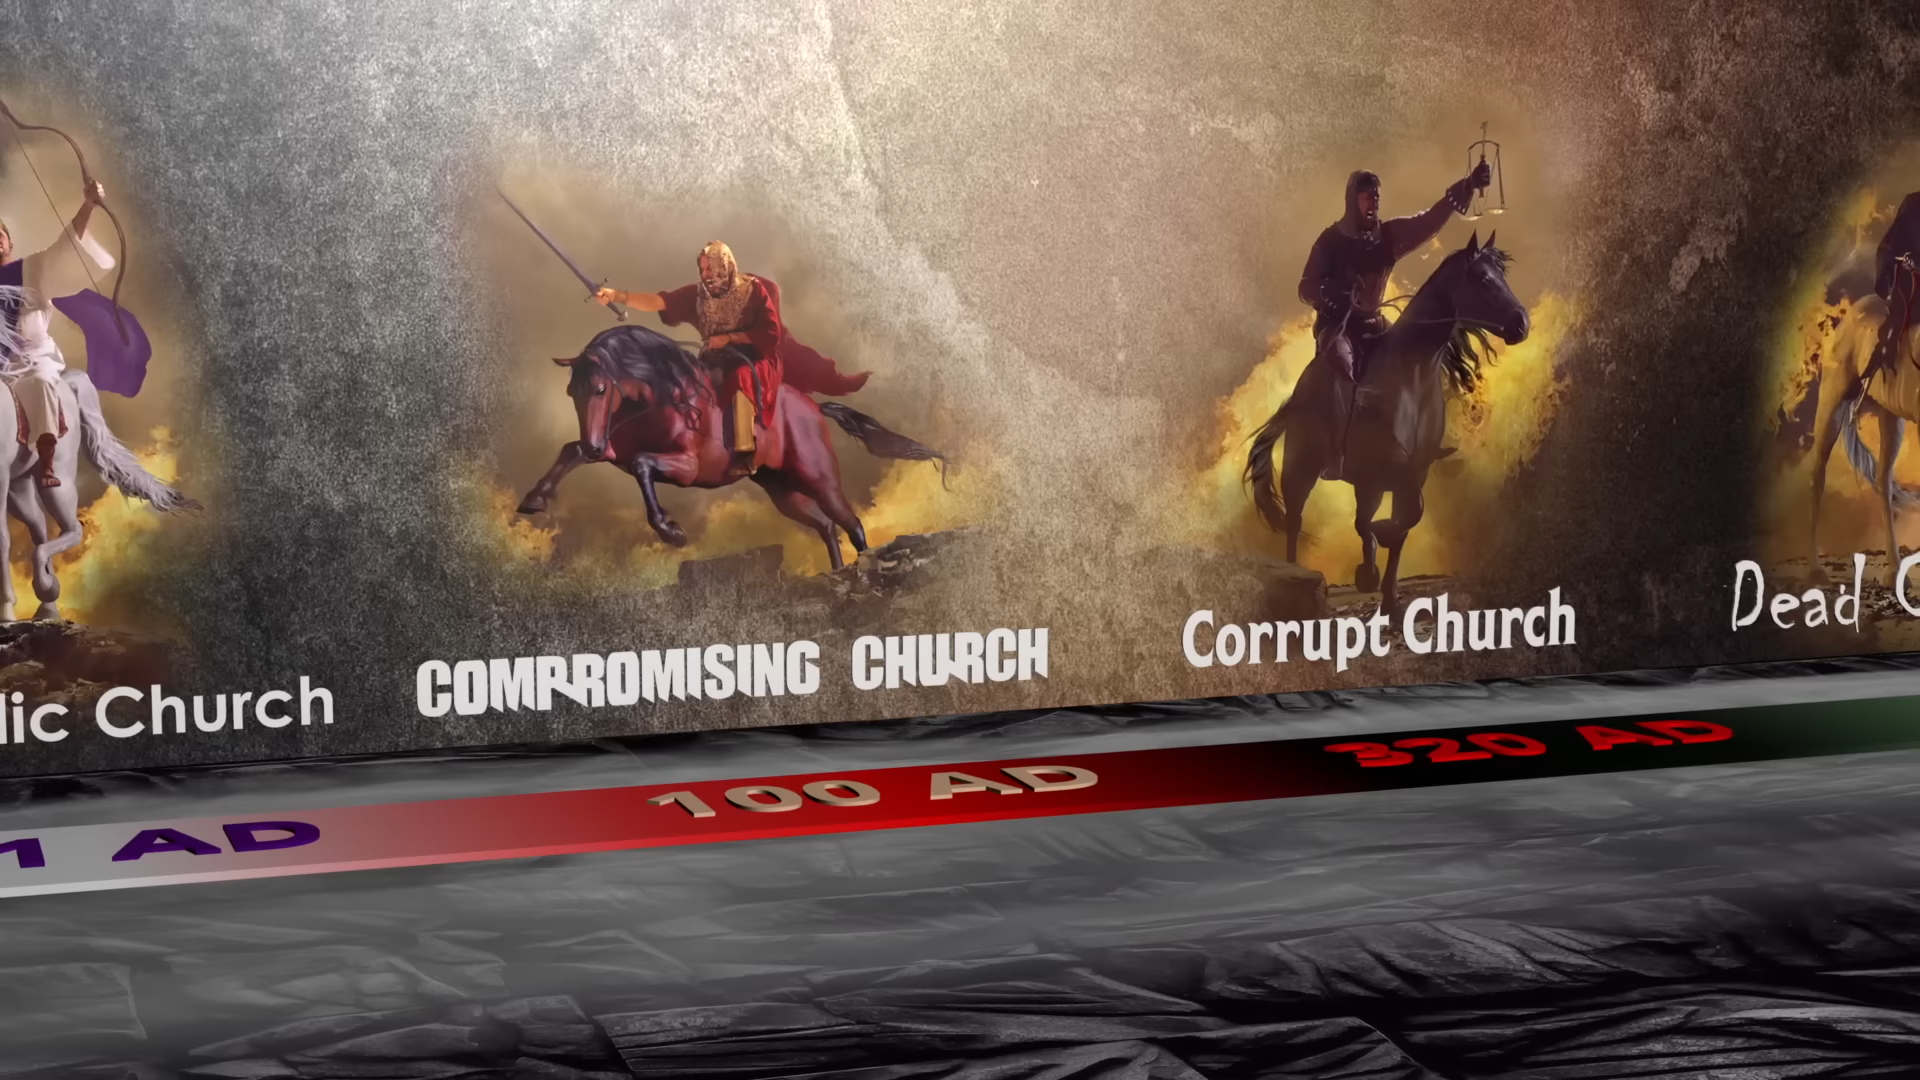 lic Church
COMPROMISING CHURCH
Corrupt Church
Dead C
1 AD
100 AD
320 AD